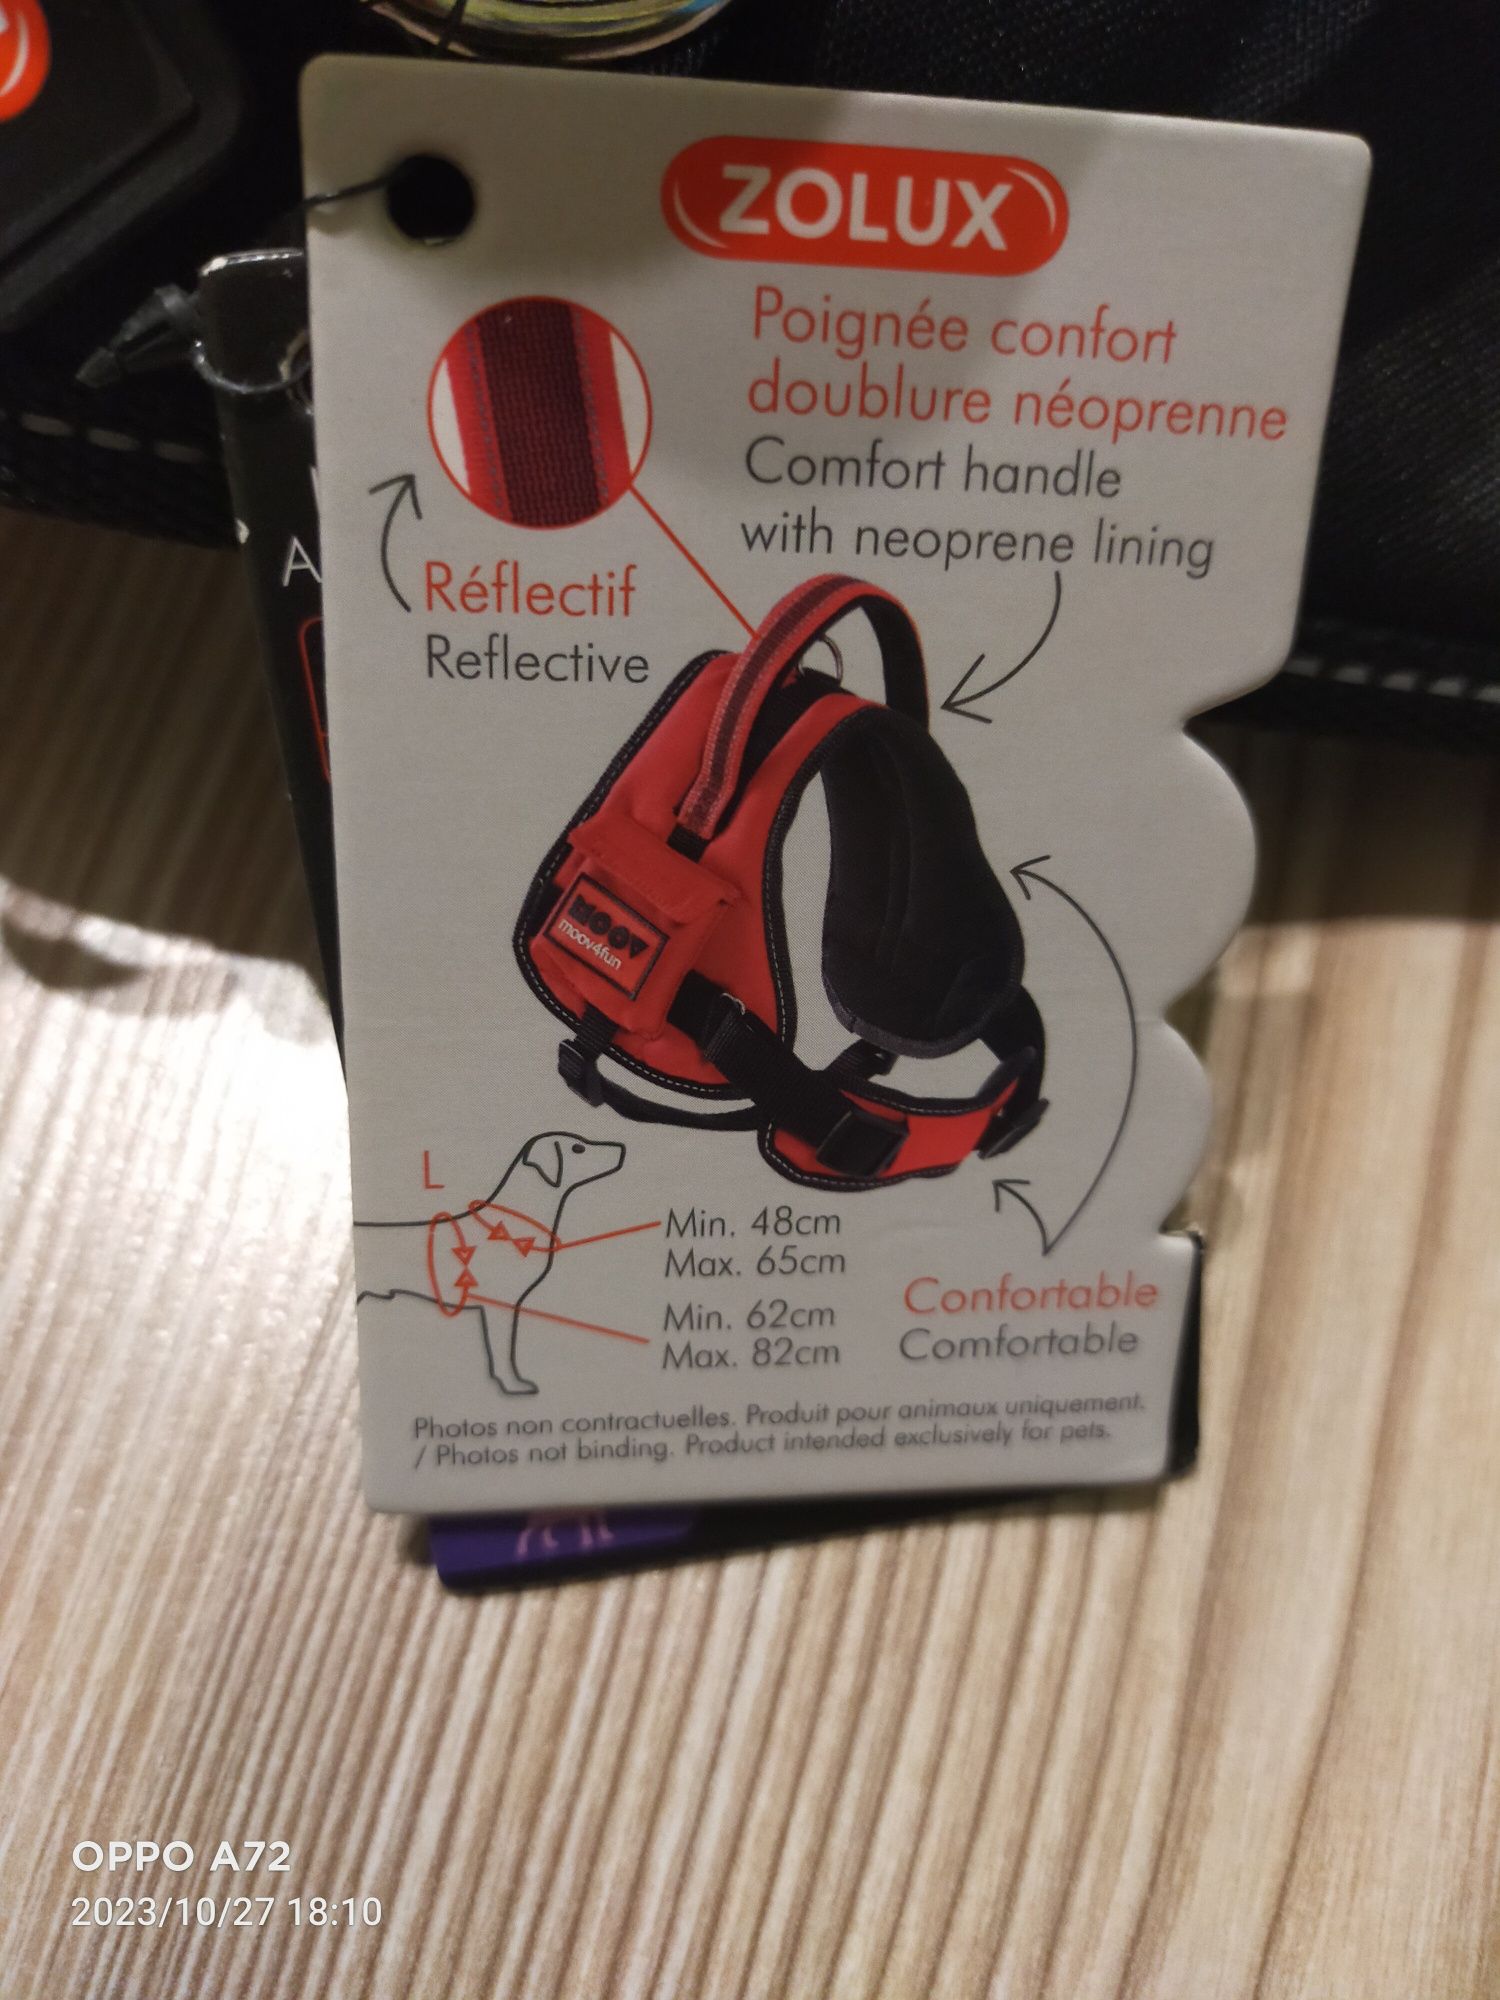 ZOLUX
Poignée confort
doublure néoprenne
Comfort handle
with neoprene lining
Réflectif
Reflective
A
MOOV
moov4fun
L
Min. 48cm
Max. 65cm
Min. 62cm
Max. 82cm
Confortable
Comfortable
Photos non contractuelles. Produit pour animaux uniquement.
/ Photos not binding. Product intended exclusively for pets.
OPPO A72
2023/10/27 18:10